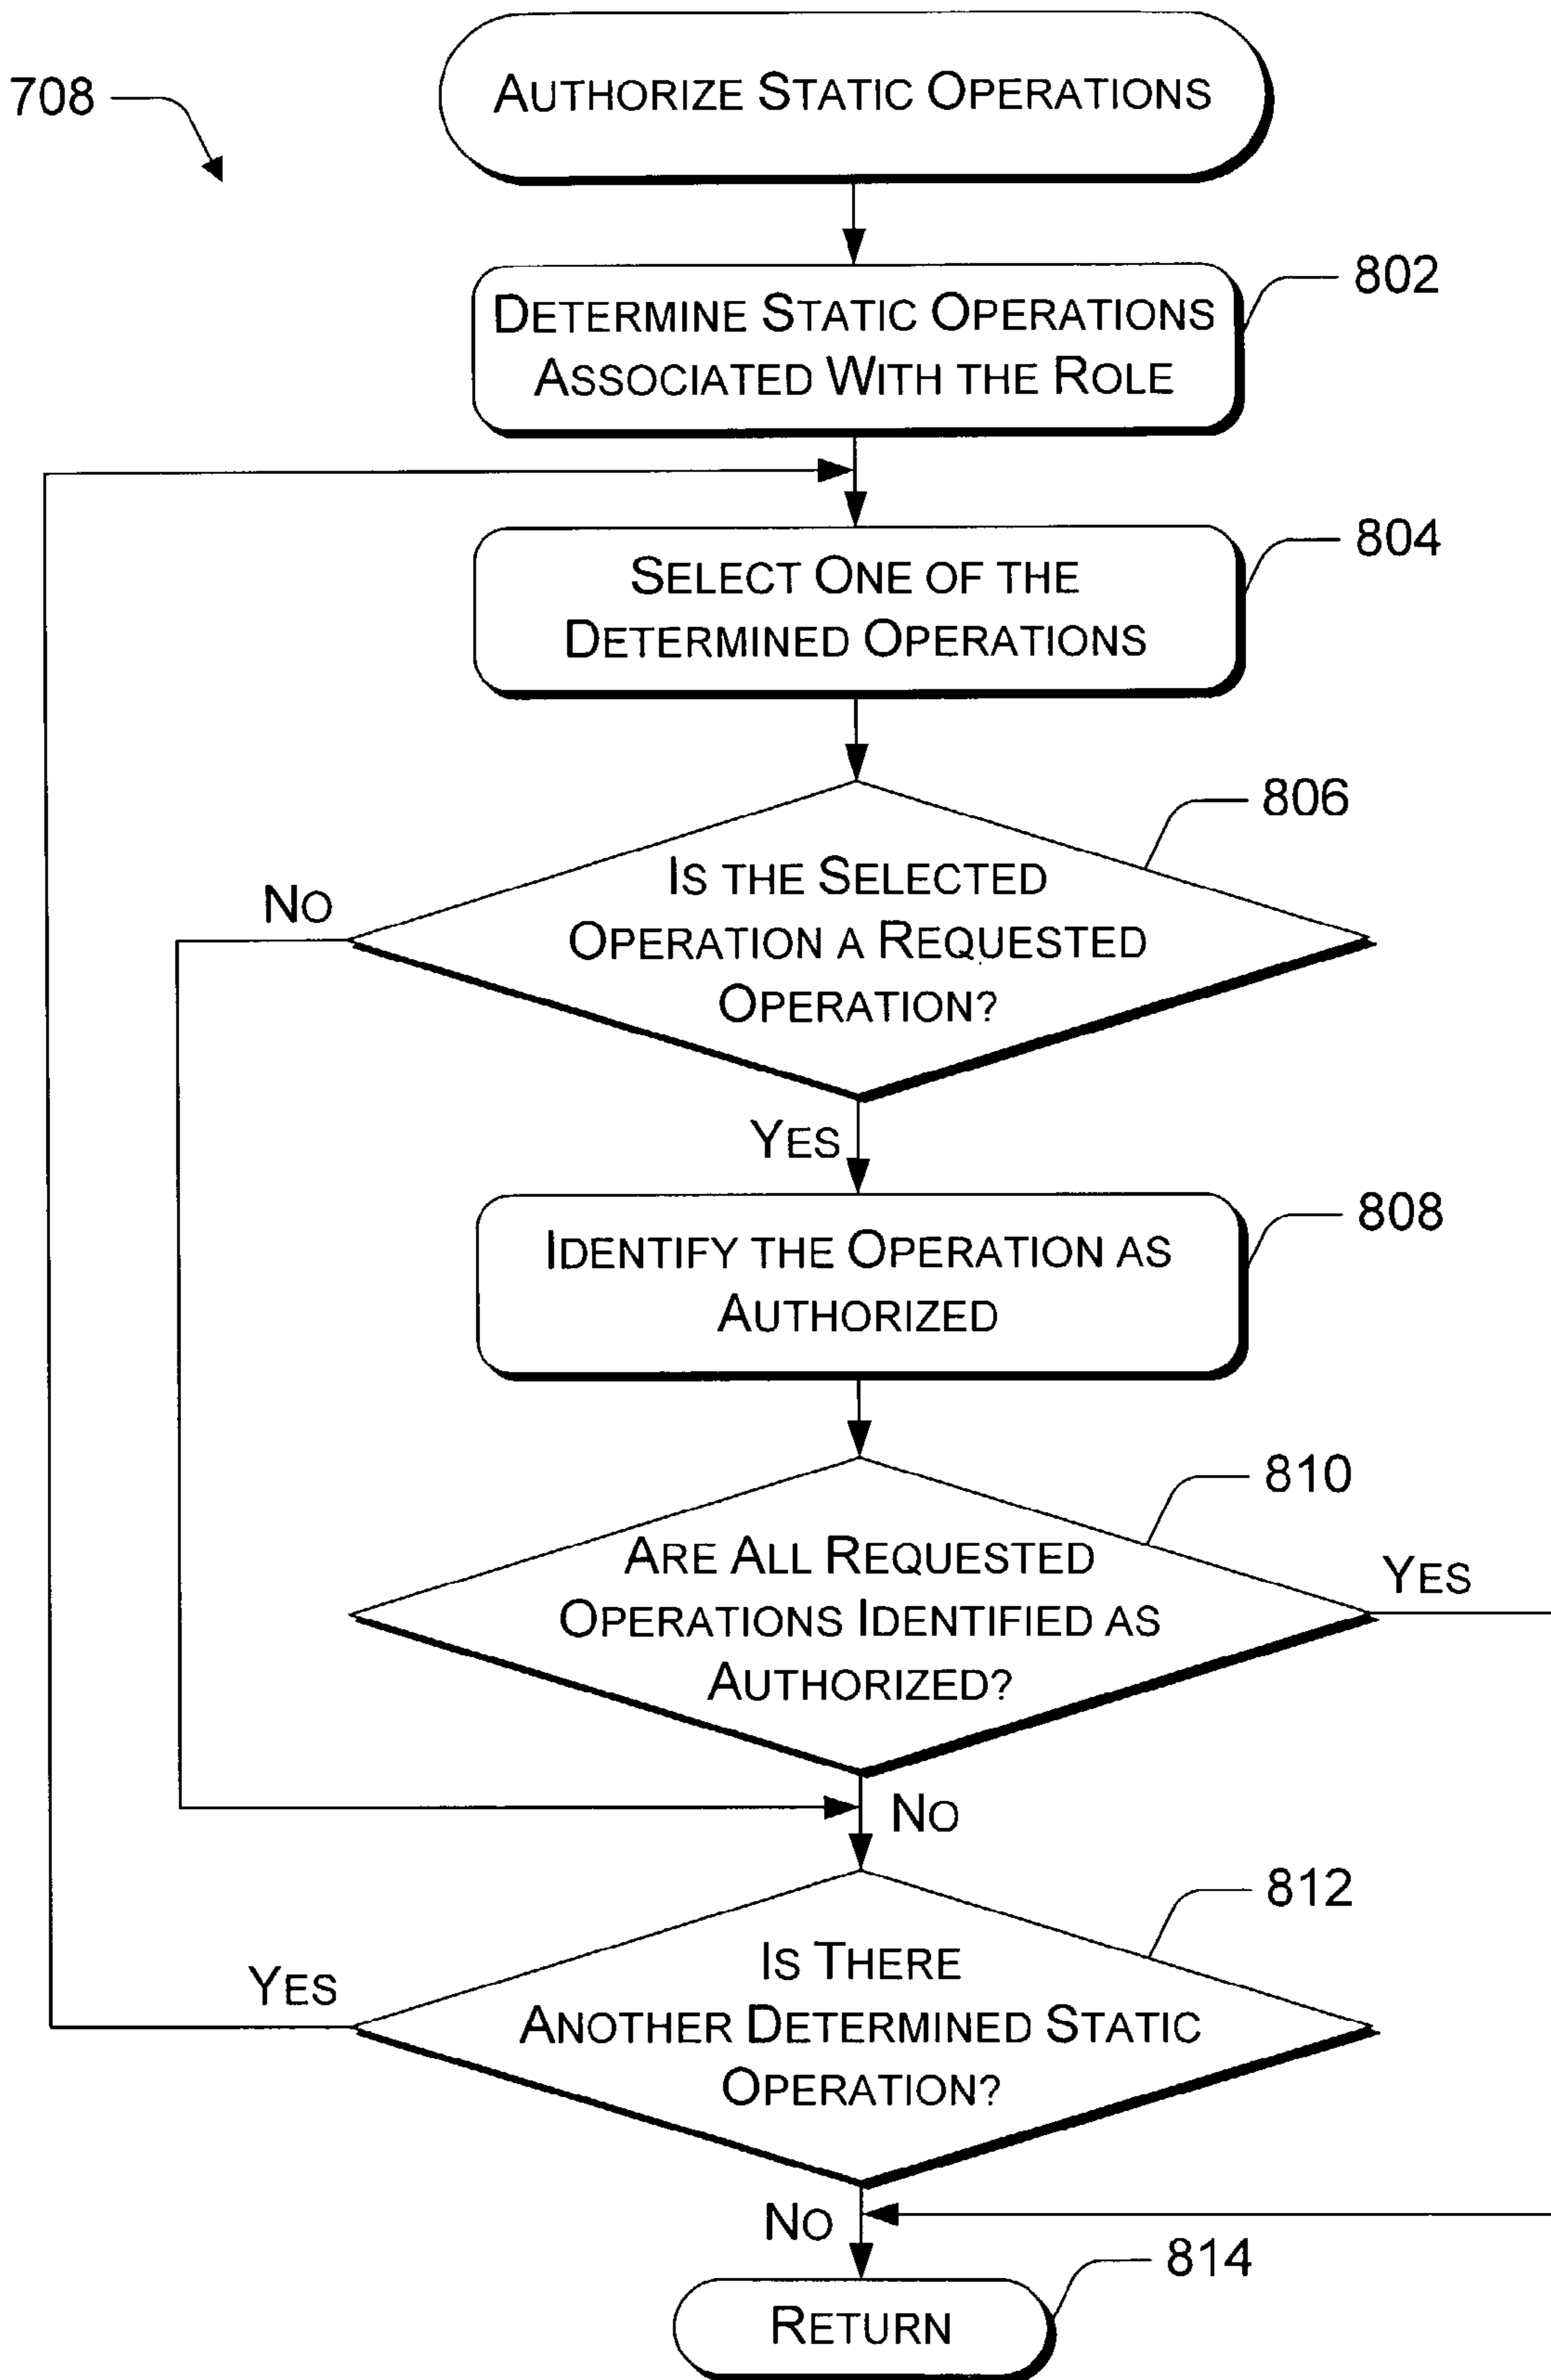 708
AUTHORIZE STATIC OPERATIONS
802
DETERMINE STATIC OPERATIONS
ASSOCIATED WITH THE ROLE
804
SELECT ONE OF THE
DETERMINED OPERATIONS
806
IS THE SELECTED
OPERATION A REQUESTED
OPERATION?
NO
YES
808
IDENTIFY THE OPERATION AS
AUTHORIZED
810
ARE ALL REQUESTED
OPERATIONS IDENTIFIED AS
AUTHORIZED?
YES
NO
812
IS THERE
ANOTHER DETERMINED STATIC
OPERATION?
YES
NO
814
RETURN